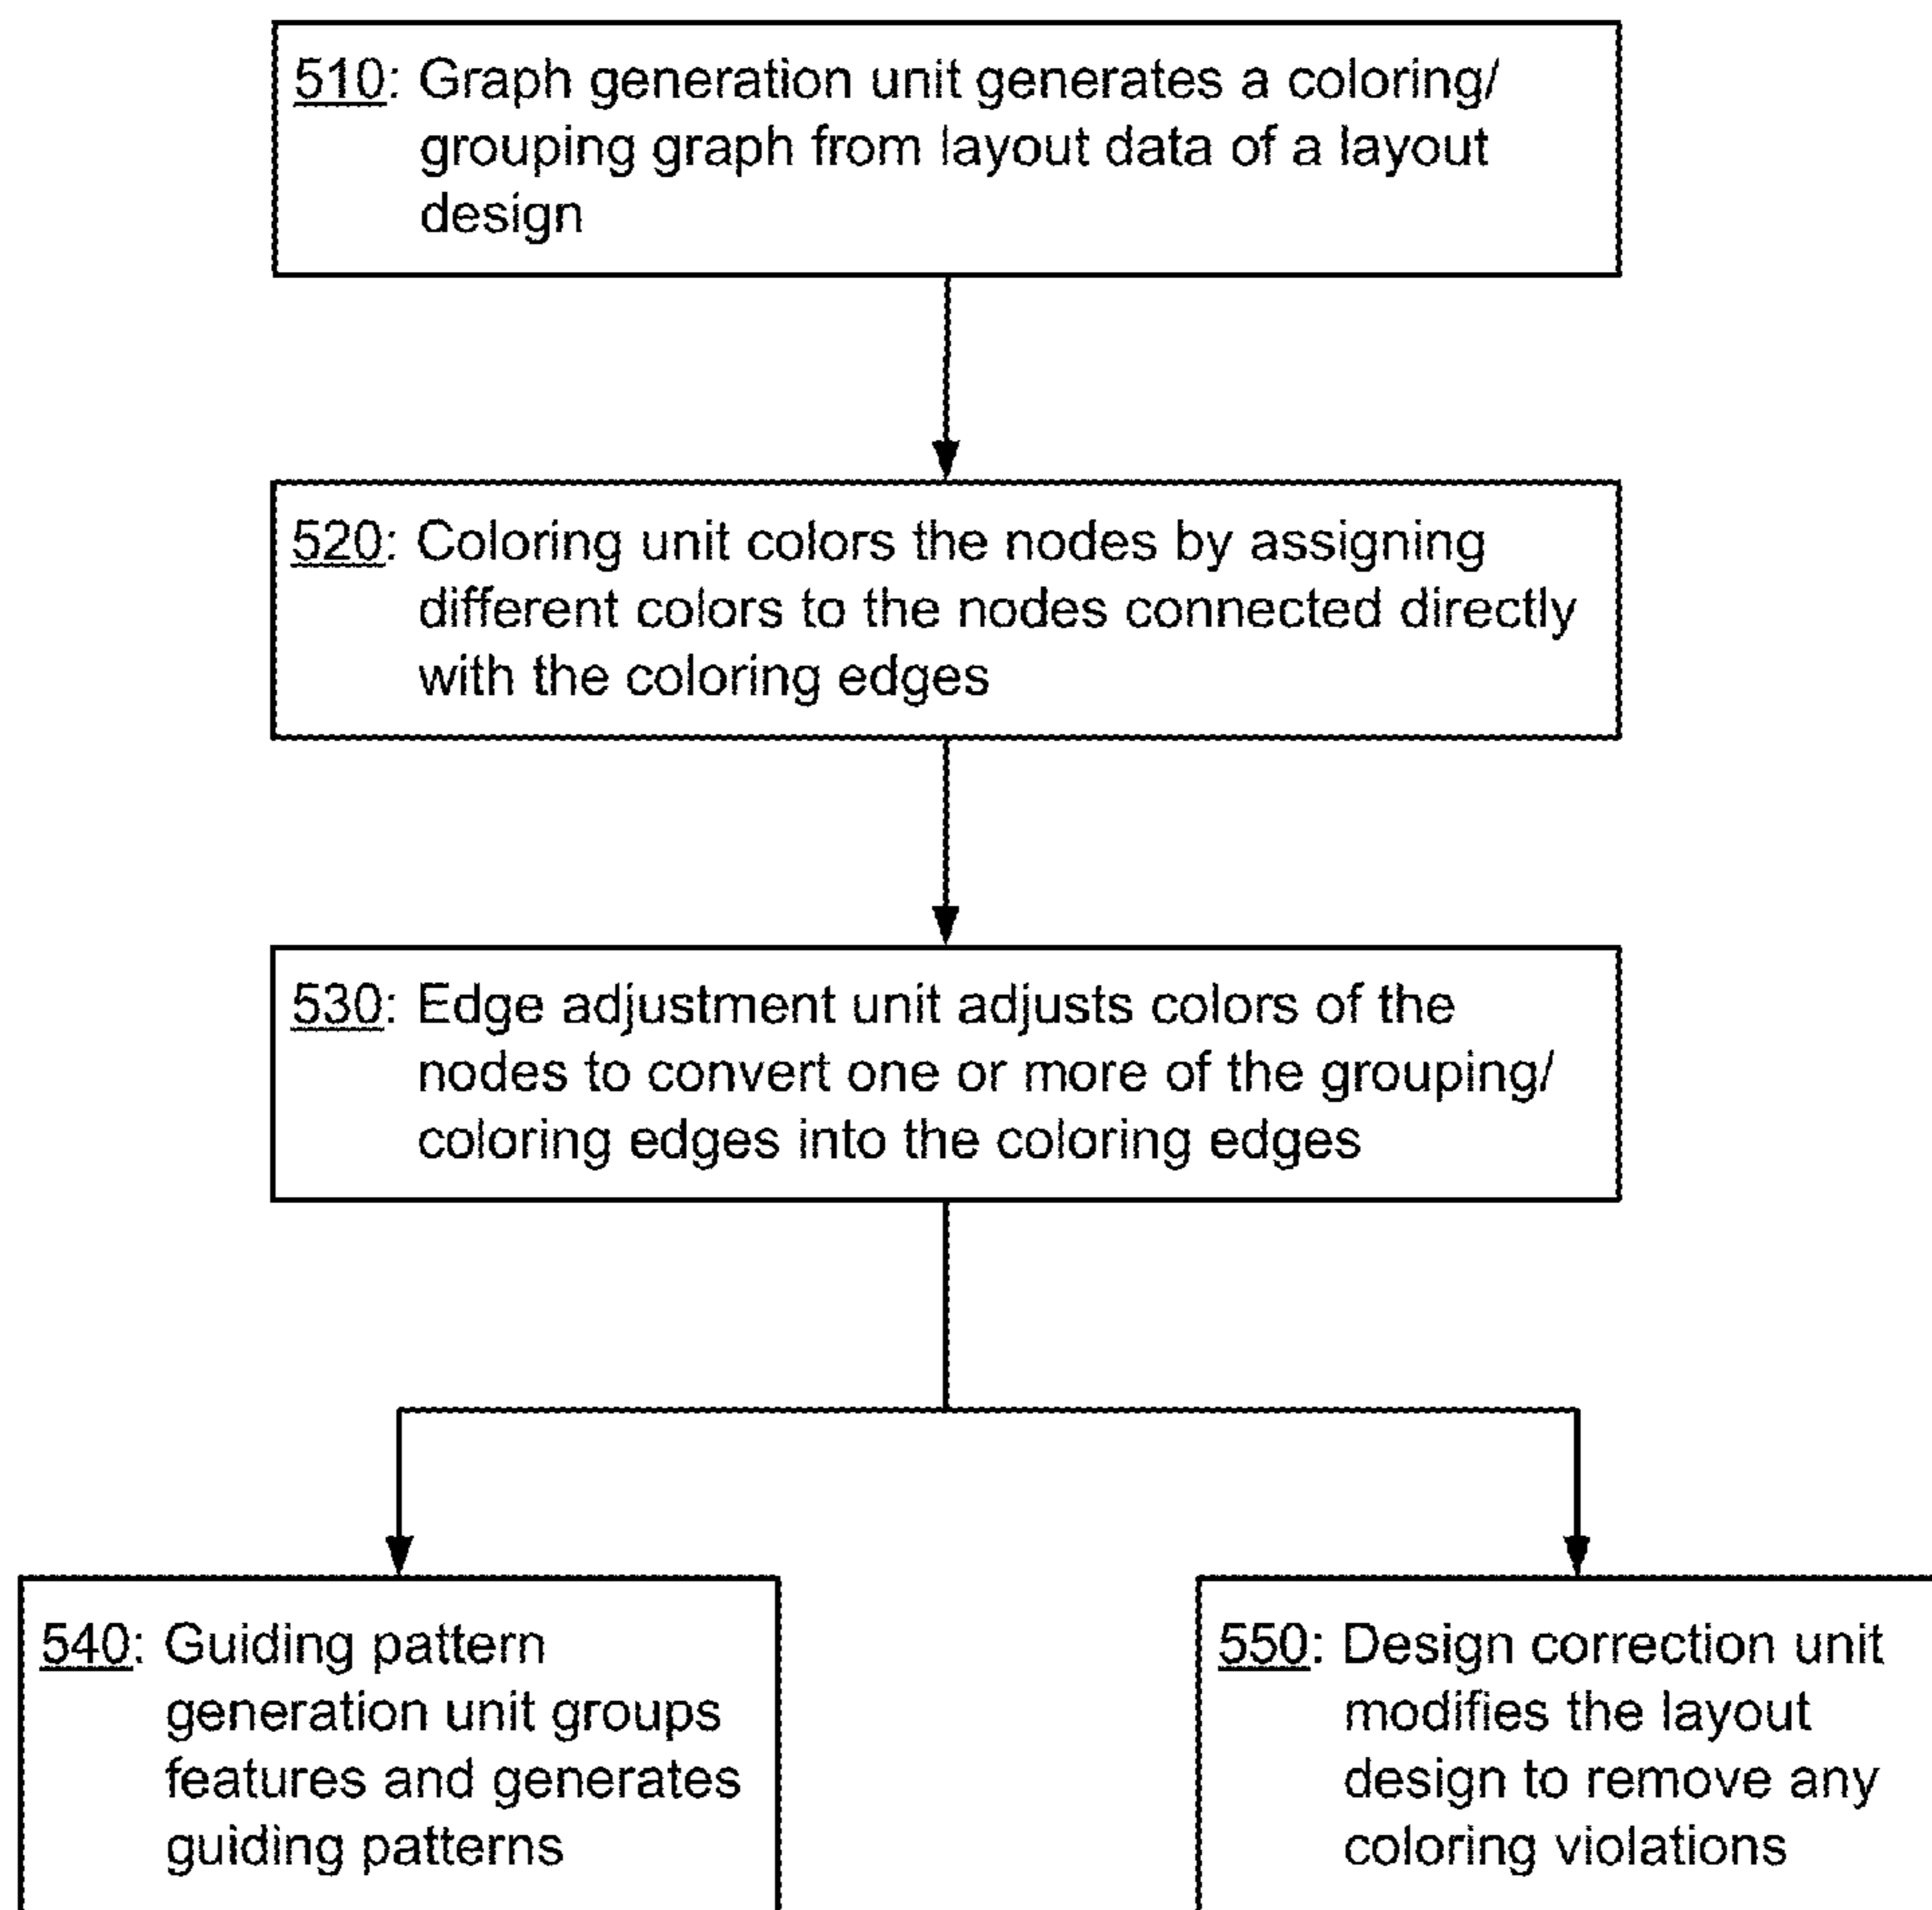 510: Graph generation unit generates a coloring/
grouping graph from layout data of a layout
design
520: Coloring unit colors the nodes by assigning
different colors to the nodes connected directly
with the coloring edges
530: Edge adjustment unit adjusts colors of the
nodes to convert one or more of the grouping/
coloring edges into the coloring edges
540: Guiding pattern
generation unit groups
features and generates
guiding patterns
550: Design correction unit
modifies the layout
design to remove any
coloring violations